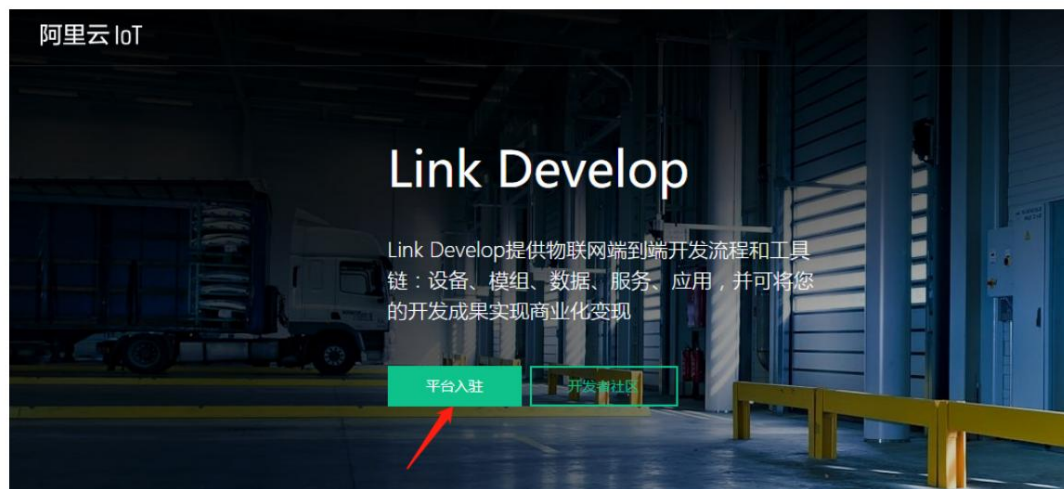 阿里云 IoT
Link Develop
Link Develop提供物联网端到端开发流程和工具
链：设备、模组、数据、服务、应用，并可将您
的开发成果实现商业化变现
平台入驻
开发者社区